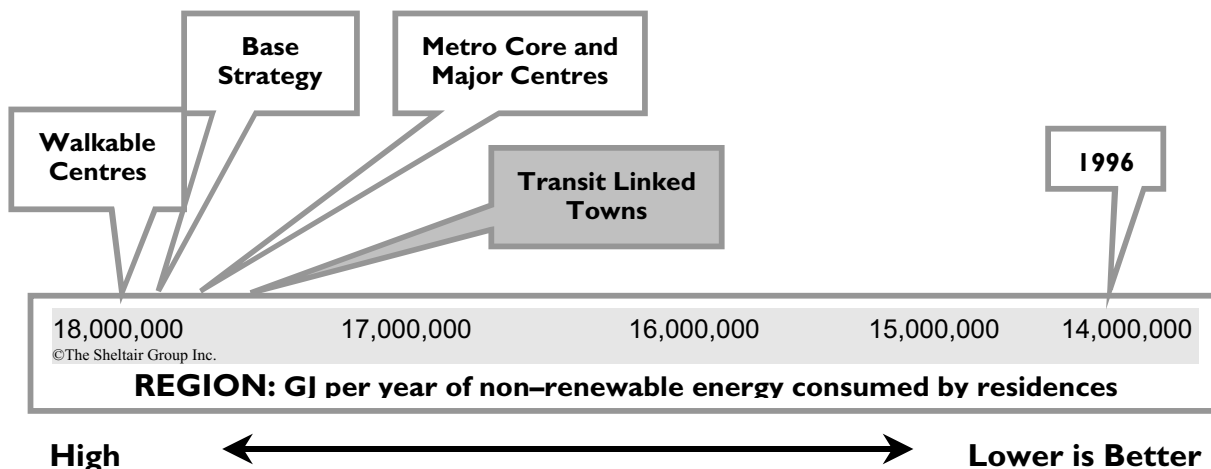 Base
Strategy
Metro Core and
Major Centres
Walkable
Centres
Transit Linked
Towns
1996
18,000,000 17,000,000 16,000,000 15,000,000 14,000,000
©The Sheltair Group Inc.
REGION: GJ per year of non–renewable energy consumed by residences
High Lower is Better